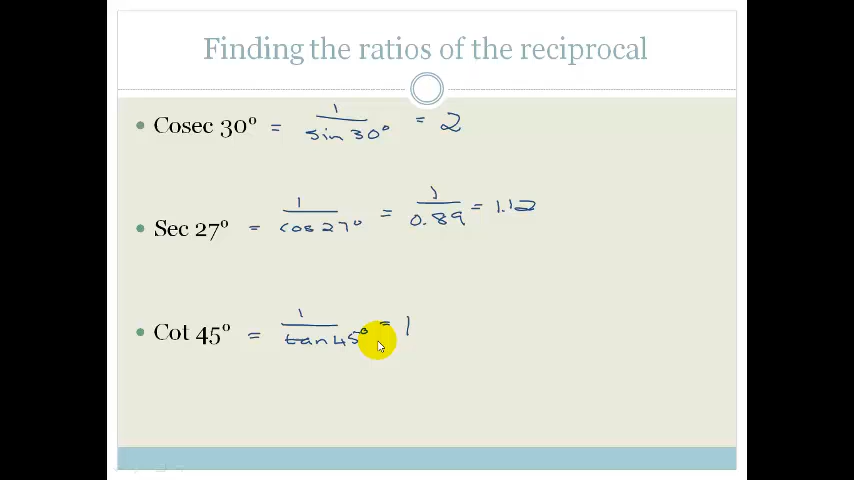 Finding the ratios of the reciprocal
• Cosec 30° = 1/sin 30° = 2
• Sec 27° = 1/cos 27° = 1/0.89 = 1.12
• Cot 45° = 1/tan 45° = 1